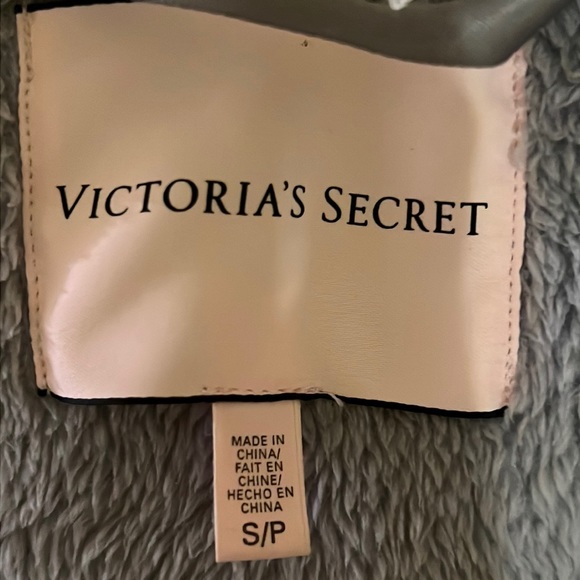 VICTORIA'S SECRET
MADE IN
CHINA/
FAIT EN
CHINE/
HECHO EN
CHINA
S/P